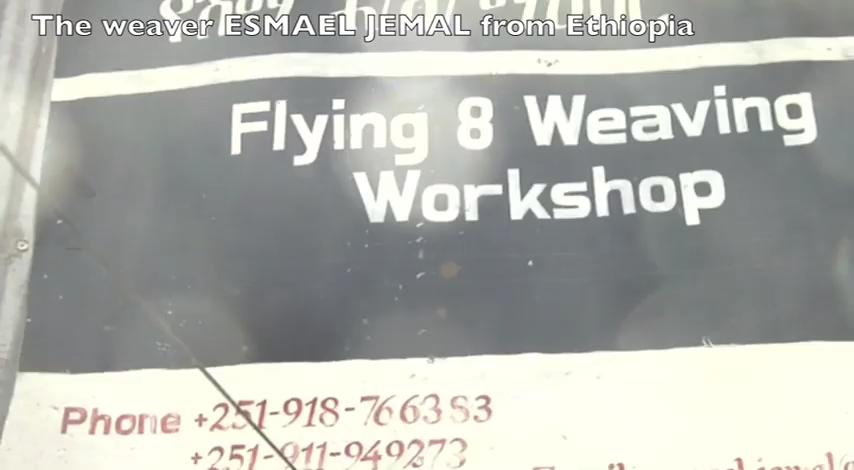 The weaver ESMAEL JEMAL from Ethiopia
Flying 8 Weaving
Workshop
Phone +251-918-766383
+251-911-949273